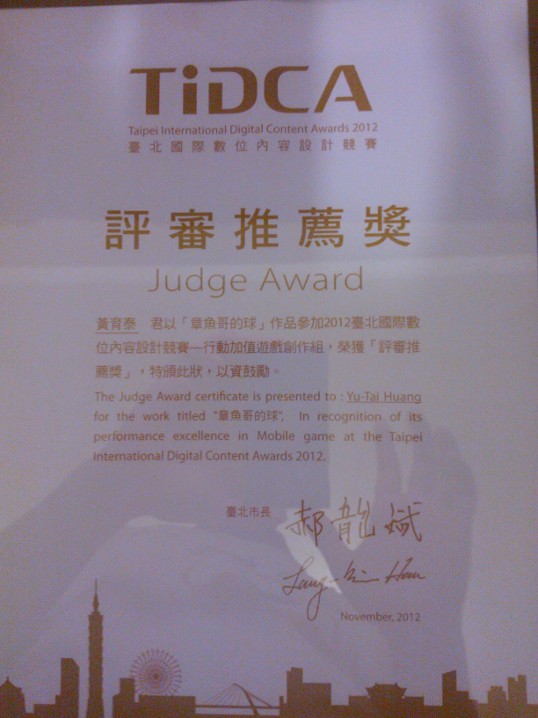 TiDCA
Taipei International Digital Content Awards 2012
臺北國際數位內容設計競賽
評審推薦獎
Judge Award
黃育泰 君以「章魚哥的球」作品參加2012臺北國際數
位內容設計競賽—行動加值遊戲創作組，榮獲「評審推
薦獎」，特頒此狀，以資鼓勵。
The Judge Award certificate is presented to : Yu-Tai Huang
for the work titled "章魚哥的球", In recognition of its
performance excellence in Mobile game at the Taipei
International Digital Content Awards 2012.
臺北市長 郝龍斌
Lung-Bin Hau
November, 2012